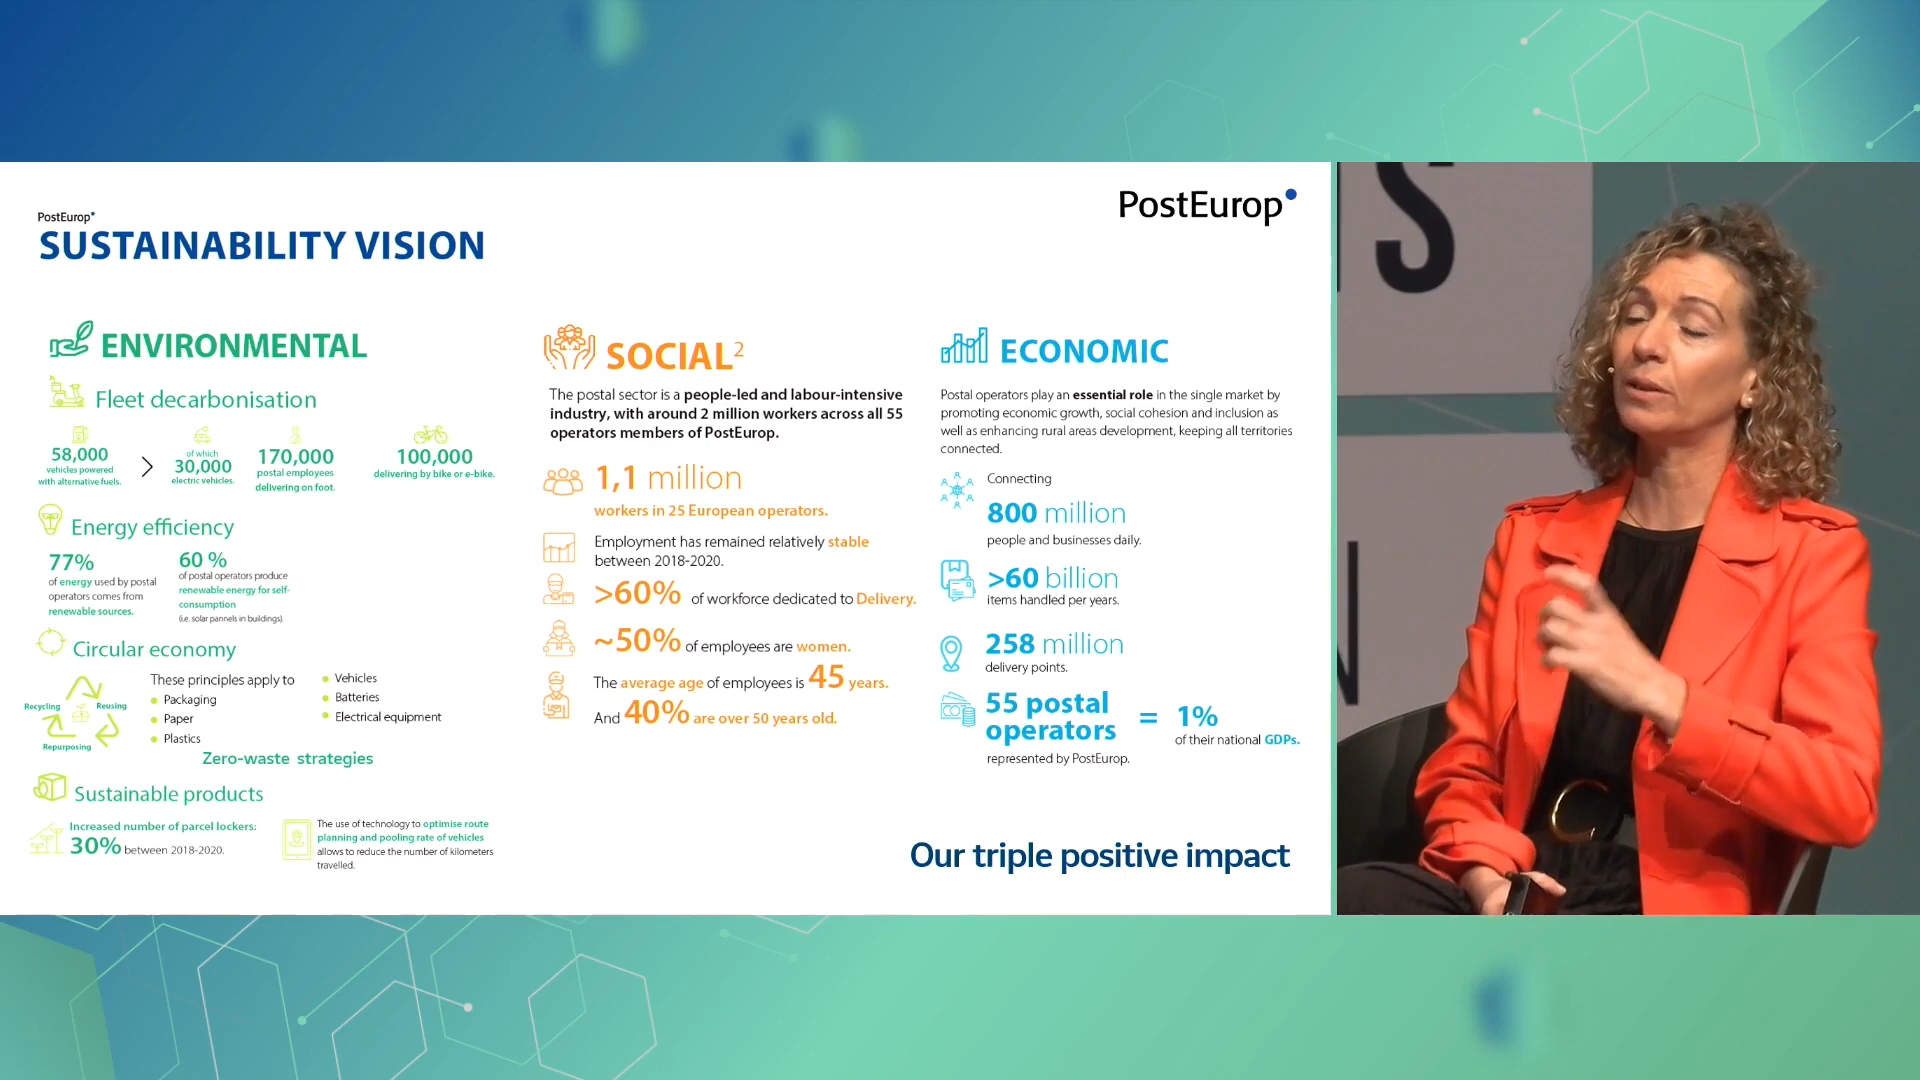 PostEurop
PostEurop
SUSTAINABILITY VISION
ENVIRONMENTAL
Fleet decarbonisation
58,000
vehicles powered
with alternative fuels.
of which
30,000
electric vehicles.
170,000
postal employees
delivering on foot.
100,000
delivering by bike or e-bike.
Energy efficiency
77%
of energy used by postal
operators comes from
renewable sources.
60 %
of postal operators produce
renewable energy for self-
consumption
(i.e. solar pannels in buildings).
Circular economy
Recycling
Reusing
Repurposing
These principles apply to
Packaging
Paper
Plastics
Vehicles
Batteries
Electrical equipment
Zero-waste strategies
Sustainable products
Increased number of parcel lockers:
30% between 2018-2020.
The use of technology to optimise route
planning and pooling rate of vehicles
allows to reduce the number of kilometers
travelled.
SOCIAL2
The postal sector is a people-led and labour-intensive
industry, with around 2 million workers across all 55
operators members of PostEurop.
1,1 million
workers in 25 European operators.
Employment has remained relatively stable
between 2018-2020.
>60% of workforce dedicated to Delivery.
~50% of employees are women.
The average age of employees is 45 years.
And 40% are over 50 years old.
ECONOMIC
Postal operators play an essential role in the single market by
promoting economic growth, social cohesion and inclusion as
well as enhancing rural areas development, keeping all territories
connected.
Connecting
800 million
people and businesses daily.
>60 billion
items handled per years.
258 million
delivery points.
55 postal
operators
represented by PostEurop.
= 1%
of their national GDPs.
Our triple positive impact
S
N